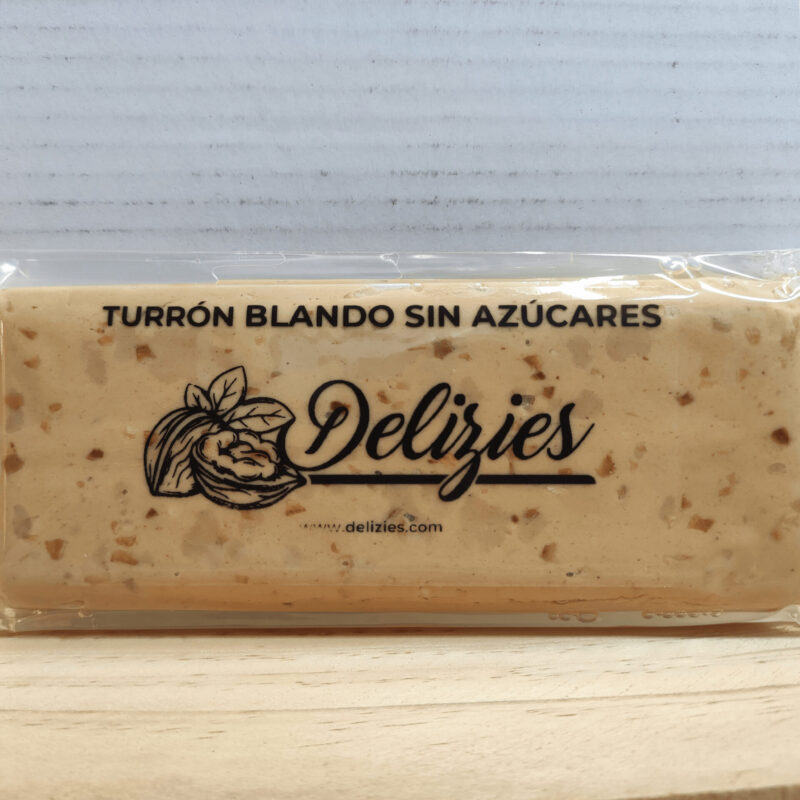 TURRÓN BLANDO SIN AZÚCARES
Delizies
www.delizies.com